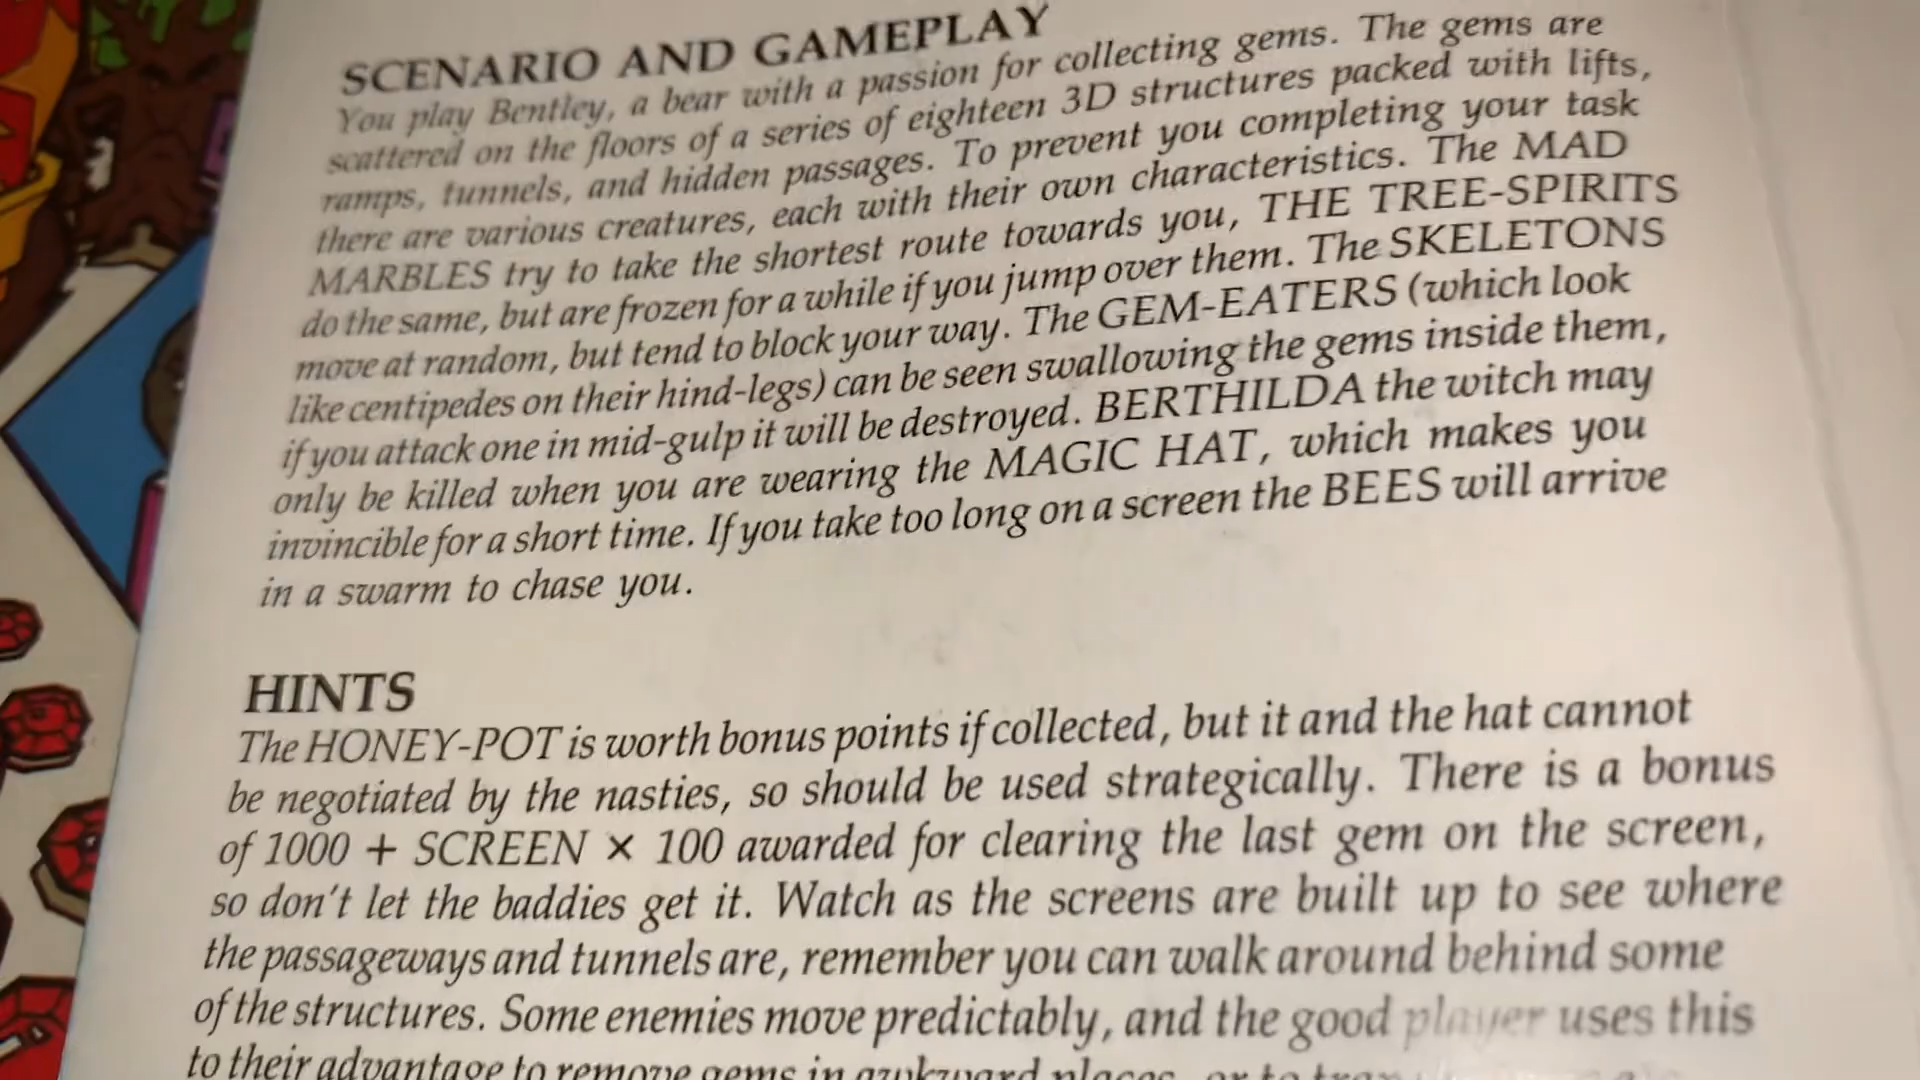 SCENARIO AND GAMEPLAY
You play Bentley, a bear with a passion for collecting gems. The gems are
scattered on the floors of a series of eighteen 3D structures packed with lifts,
ramps, tunnels, and hidden passages. To prevent you completing your task
there are various creatures, each with their own characteristics. The MAD
MARBLES try to take the shortest route towards you, THE TREE-SPIRITS
do the same, but are frozen for a while if you jump over them. The SKELETONS
move at random, but tend to block your way. The GEM-EATERS (which look
like centipedes on their hind-legs) can be seen swallowing the gems inside them,
if you attack one in mid-gulp it will be destroyed. BERTHILDA the witch may
only be killed when you are wearing the MAGIC HAT, which makes you
invincible for a short time. If you take too long on a screen the BEES will arrive
in a swarm to chase you.
HINTS
The HONEY-POT is worth bonus points if collected, but it and the hat cannot
be negotiated by the nasties, so should be used strategically. There is a bonus
of 1000 + SCREEN × 100 awarded for clearing the last gem on the screen,
so don't let the baddies get it. Watch as the screens are built up to see where
the passageways and tunnels are, remember you can walk around behind some
of the structures. Some enemies move predictably, and the good player uses this
to their advantage to remove gems in awkward places, or to